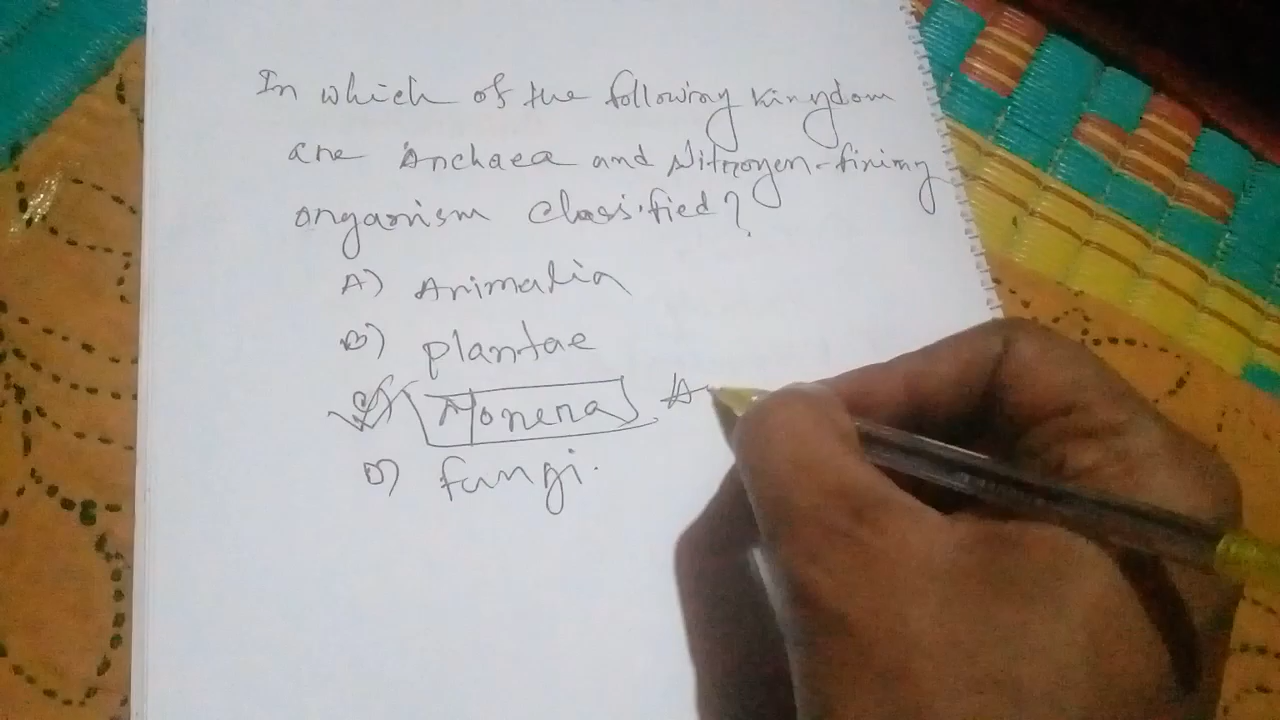 In which of the following kingdom
are Archaea and Nitrogen-fixing
organism classified?
A) Animalia
B) plantae
C) Monera A
D) fungi.